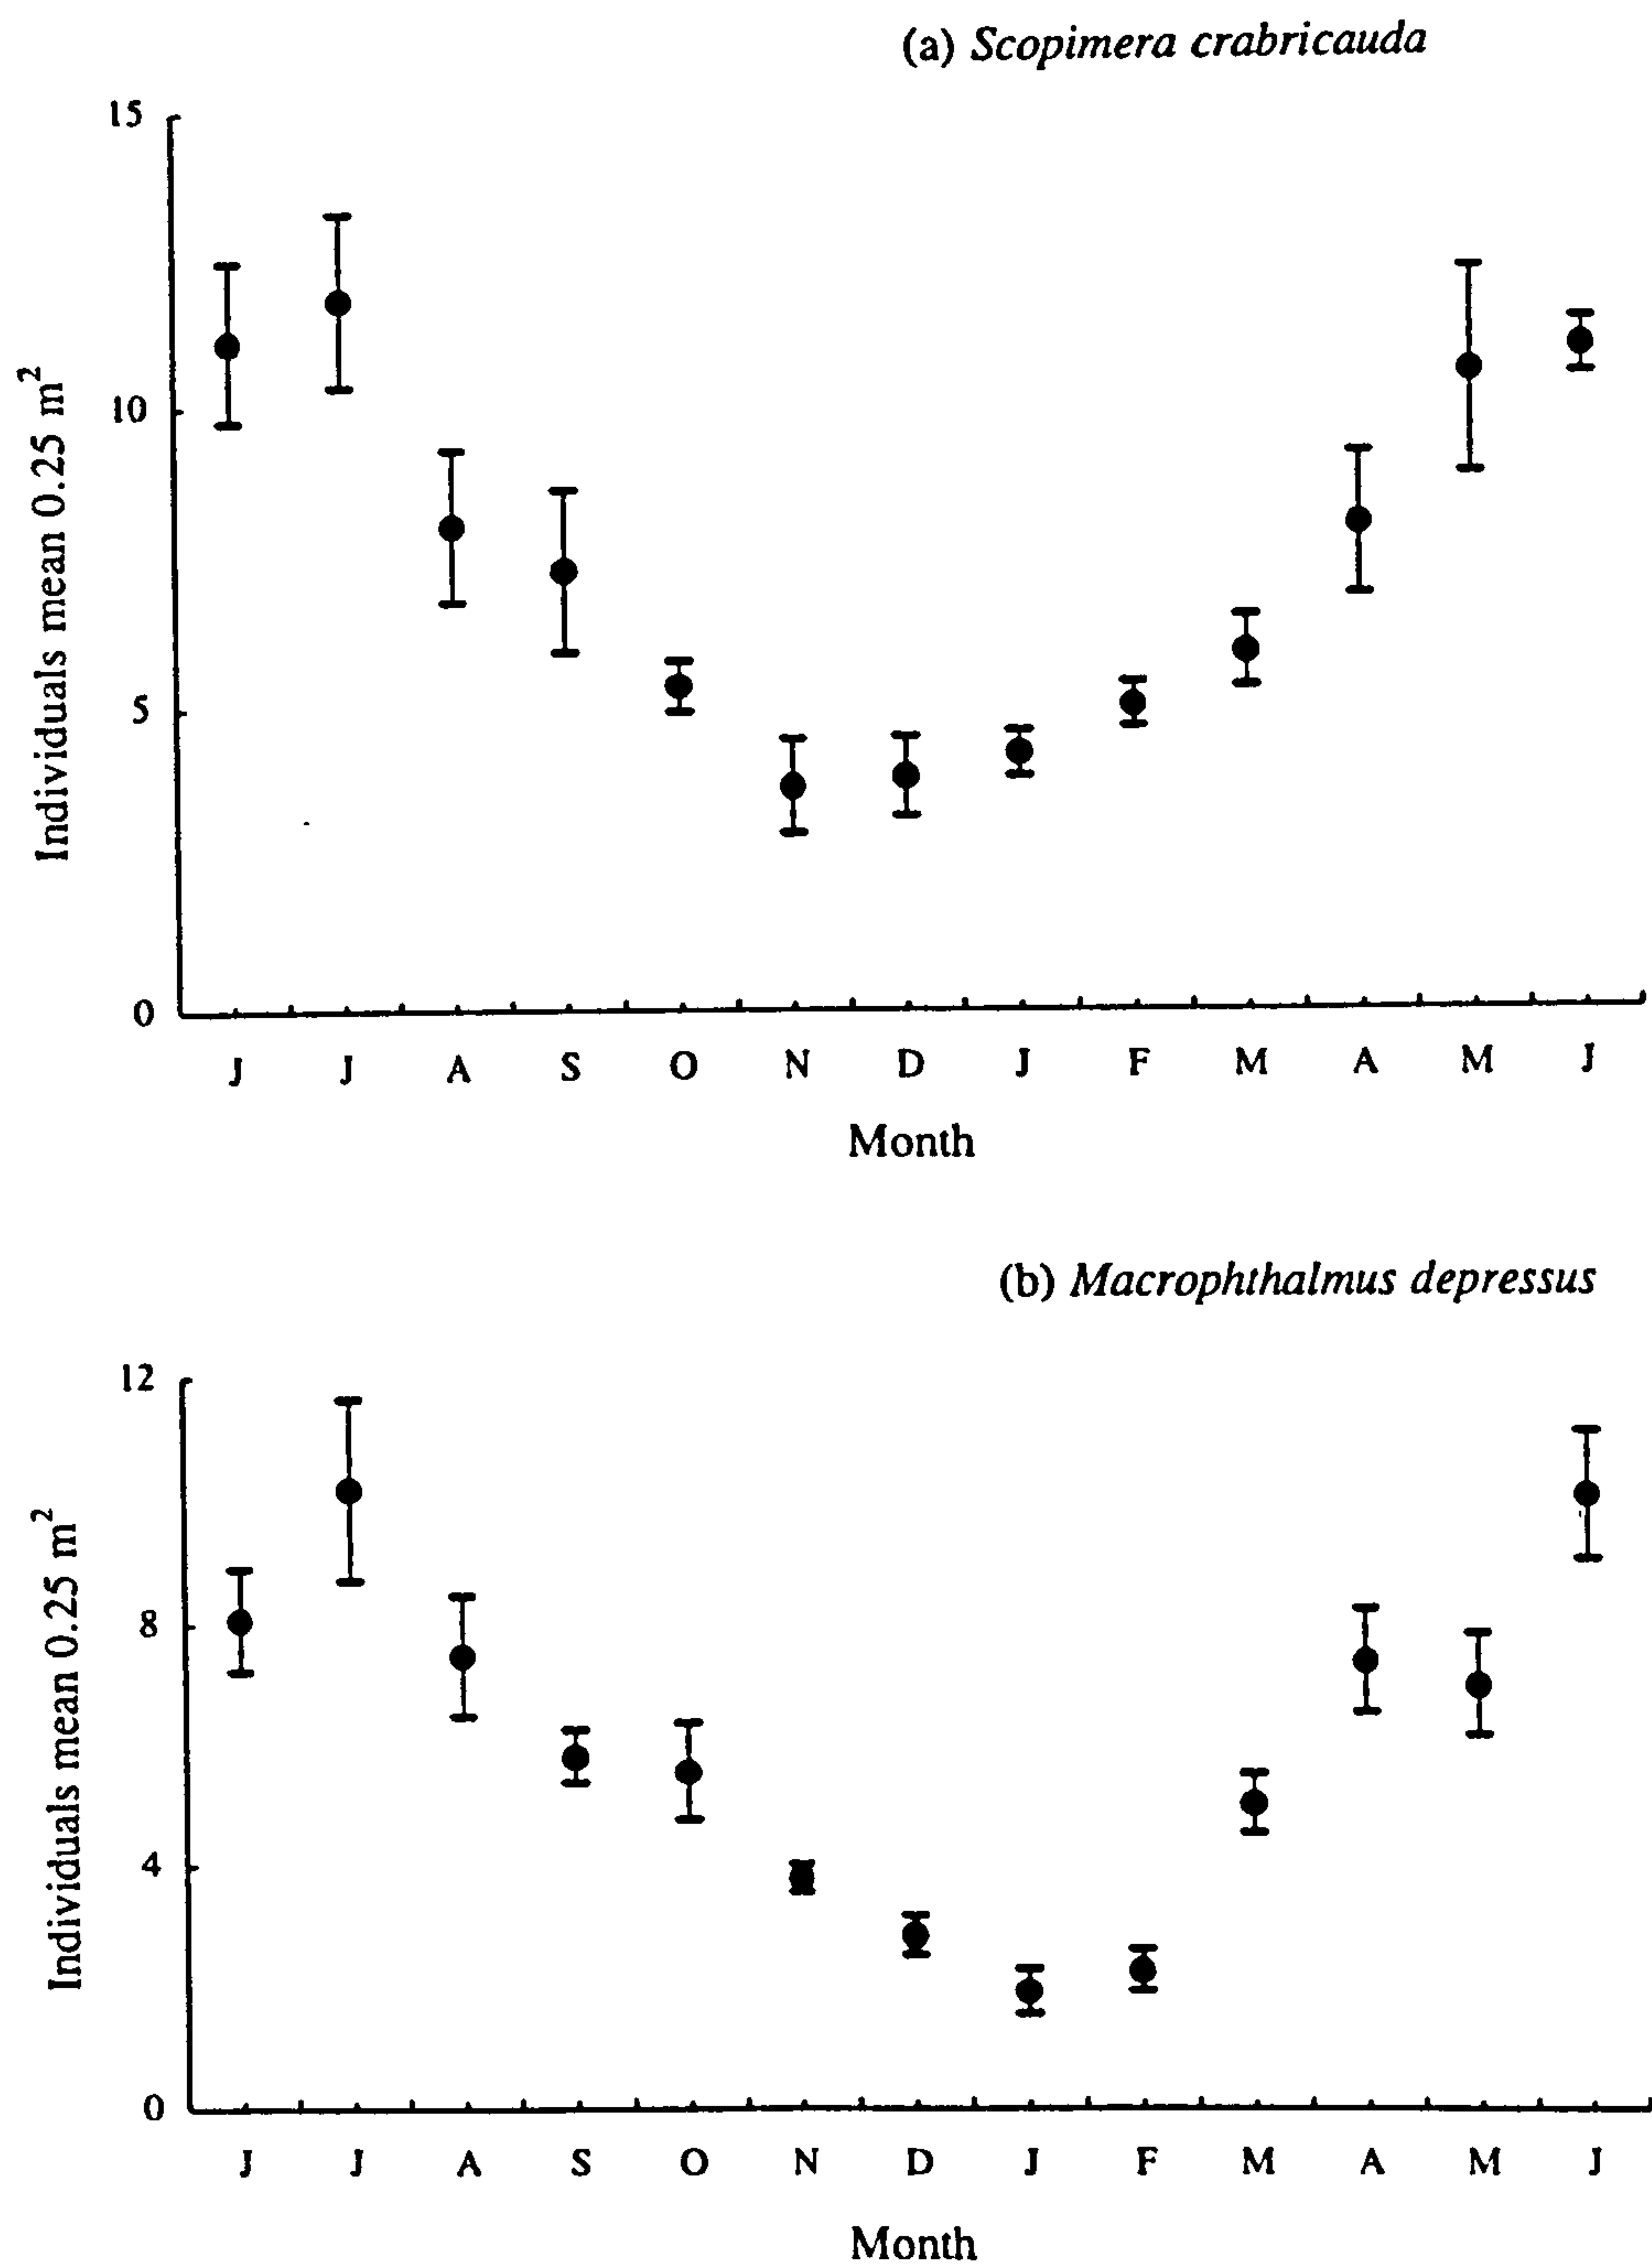 (a) Scopimera crabricauda
15
10
5
0
Individuals mean 0.25 m²
J J A S O N D J F M A M J
Month
(b) Macrophthalmus depressus
12
8
4
0
Individuals mean 0.25 m²
J J A S O N D J F M A M J
Month